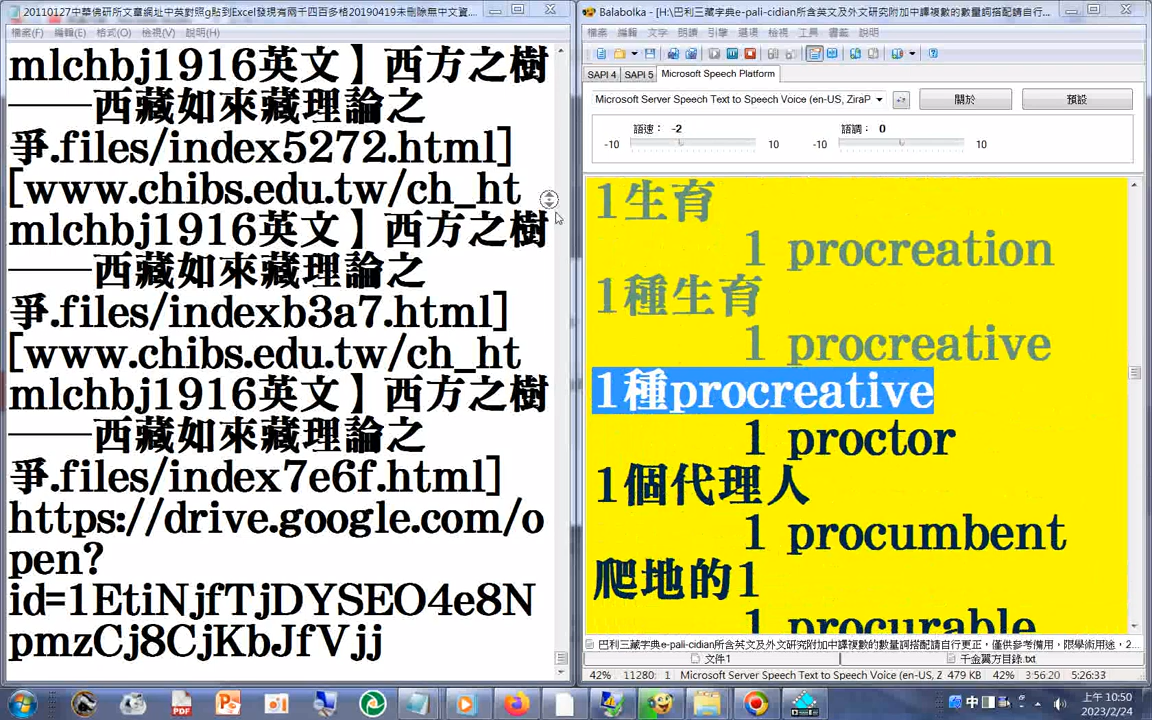 20110127中華佛研所文章網址中英對照g貼到Excel發現有兩千四百多格20190419未刪除無中文資...
檔案(F) 編輯(E) 格式(O) 檢視(V) 說明(H)
mlchbj1916英文】西方之樹
——西藏如來藏理論之
爭.files/index5272.html]
[www.chibs.edu.tw/ch_ht
mlchbj1916英文】西方之樹
——西藏如來藏理論之
爭.files/indexb3a7.html]
[www.chibs.edu.tw/ch_ht
mlchbj1916英文】西方之樹
——西藏如來藏理論之
爭.files/index7e6f.html]
https://drive.google.com/o
pen?
id=1EtiNjfTjDYSEO4e8N
pmzCj8CjKbJfVjj
Balabolka - [H:\巴利三藏字典e-pali-cidian所含英文及外文研究附加中譯複數的數量詞搭配請自行...
檔案 編輯 文字 朗讀 引擎 選項 檢視 工具 書籤 說明
SAPI 4 SAPI 5 Microsoft Speech Platform
Microsoft Server Speech Text to Speech Voice (en-US, ZiraP 關於 預設
語速： -2 語調： 0
-10 10 -10 10
1生育
1 procreation
1種生育
1 procreative
1種procreative
1 proctor
1個代理人
1 procumbent
爬地的1
1 procurable
巴利三藏字典e-pali-cidian所含英文及外文研究附加中譯複數的數量詞搭配請自行更正，僅供參考備用，限學術用途，2...
文件1 千金翼方目錄.txt
42% 11280: 1 Microsoft Server Speech Text to Speech Voice (en-US, Z 479 KB 42% 3:56:20 5:26:33
PDF 中 上午 10:50
2023/2/24